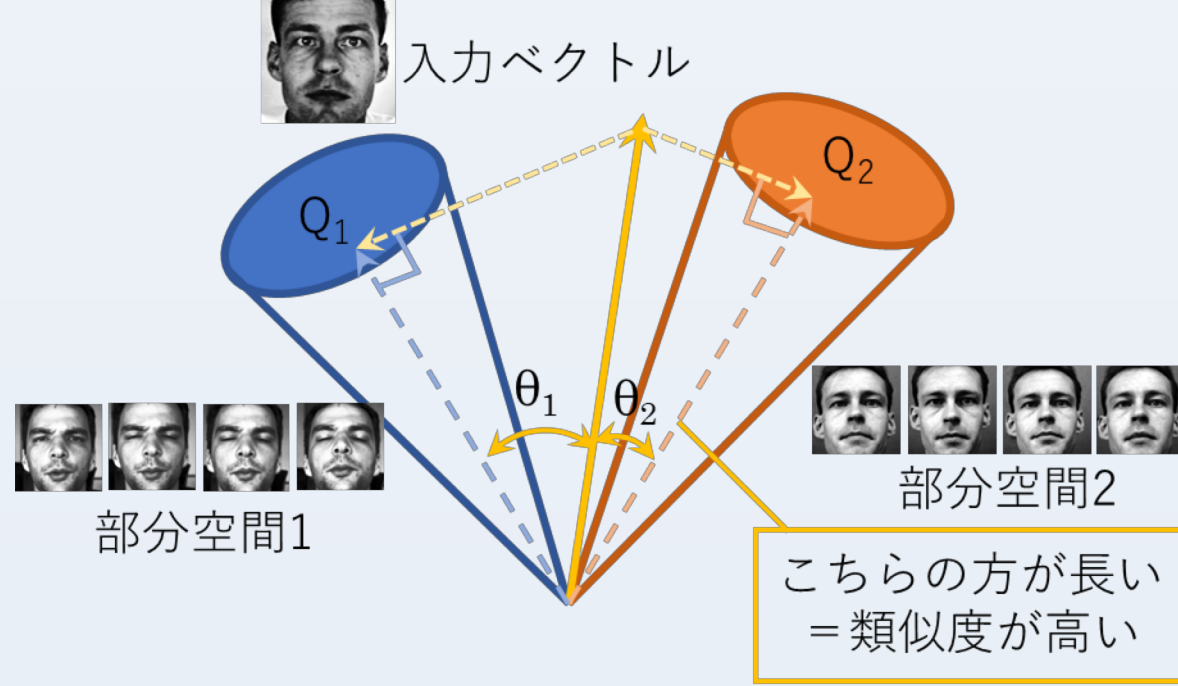 入力ベクトル
Q₁
Q₂
θ₁
θ₂
部分空間1
部分空間2
こちらの方が長い
＝類似度が高い